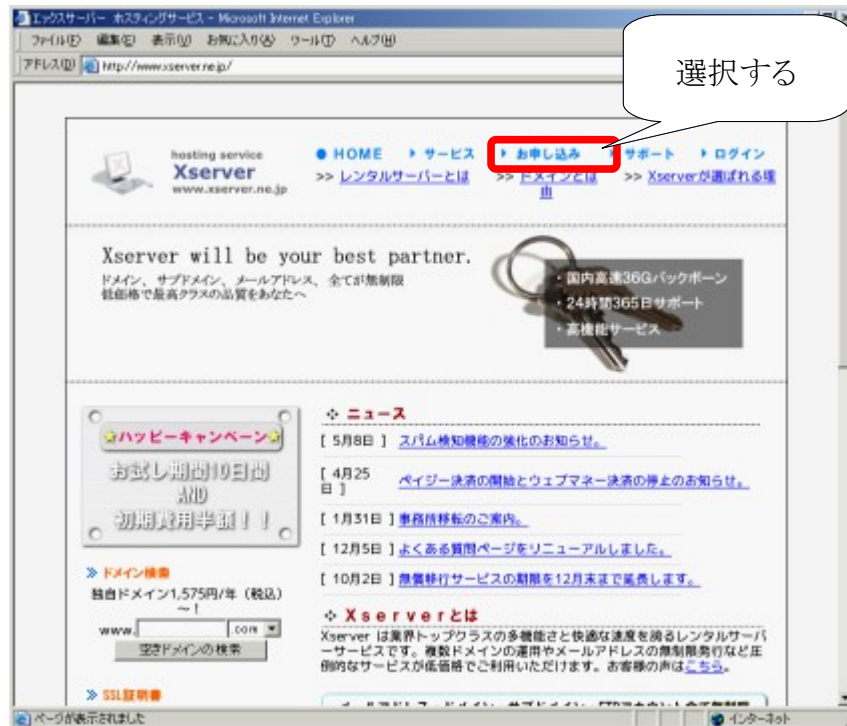 エックスサーバー ホスティングサービス - Microsoft Internet Explorer
ファイル(F) 編集(E) 表示(V) お気に入り(A) ツール(T) ヘルプ(H)
選択する
アドレス(D) http://www.xserver.ne.jp/
hosting service
Xserver
www.xserver.ne.jp
● HOME サービス お申し込み サポート ログイン
>> レンタルサーバーとは >> ドメインとは >> Xserverが選ばれる理
由
Xserver will be your best partner.
ドメイン、サブドメイン、メールアドレス、全てが無制限
低価格で最高クラスの品質をあなたへ
・国内高速36Gバックボーン
・24時間365日サポート
・高機能サービス
☆ハッピーキャンペーン☆
お試し期間10日間
AND
初期費用半額！！
ニュース
[ 5月8日 ] スパム検知機能の強化のお知らせ。
[ 4月25
日 ] ペイジー決済の開始とウェブマネー決済の停止のお知らせ。
[ 1月31日 ] 事務所移転のご案内。
[ 12月5日 ] よくある質問ページをリニューアルしました。
[ 10月2日 ] 無償移行サービスの期限を12月末まで延長します。
ドメイン検索
独自ドメイン1,575円/年（税込）
～！
www. .com
空きドメインの検索
SSL証明書
Xserverとは
Xserver は業界トップクラスの多機能さと快適な速度を誇るレンタルサーバ
ーサービスです。複数ドメインの運用やメールアドレスの無制限発行など圧
倒的なサービスが低価格でご利用いただけます。お客様の声はこちら。
ページが表示されました
インターネット